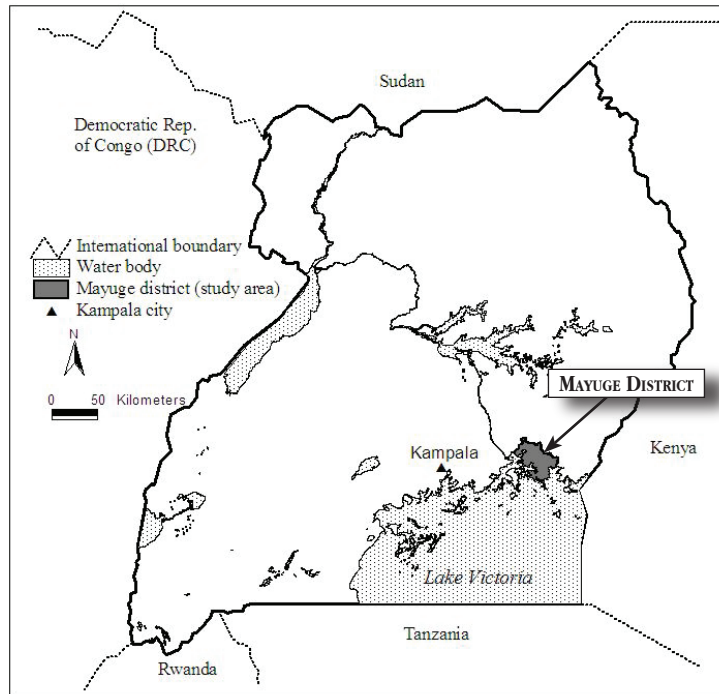 Sudan
Democratic Rep.
of Congo (DRC)
International boundary
Water body
Mayuge district (study area)
Kampala city
N
0 50 Kilometers
MAYUGE DISTRICT
Kampala
Kenya
Lake Victoria
Tanzania
Rwanda